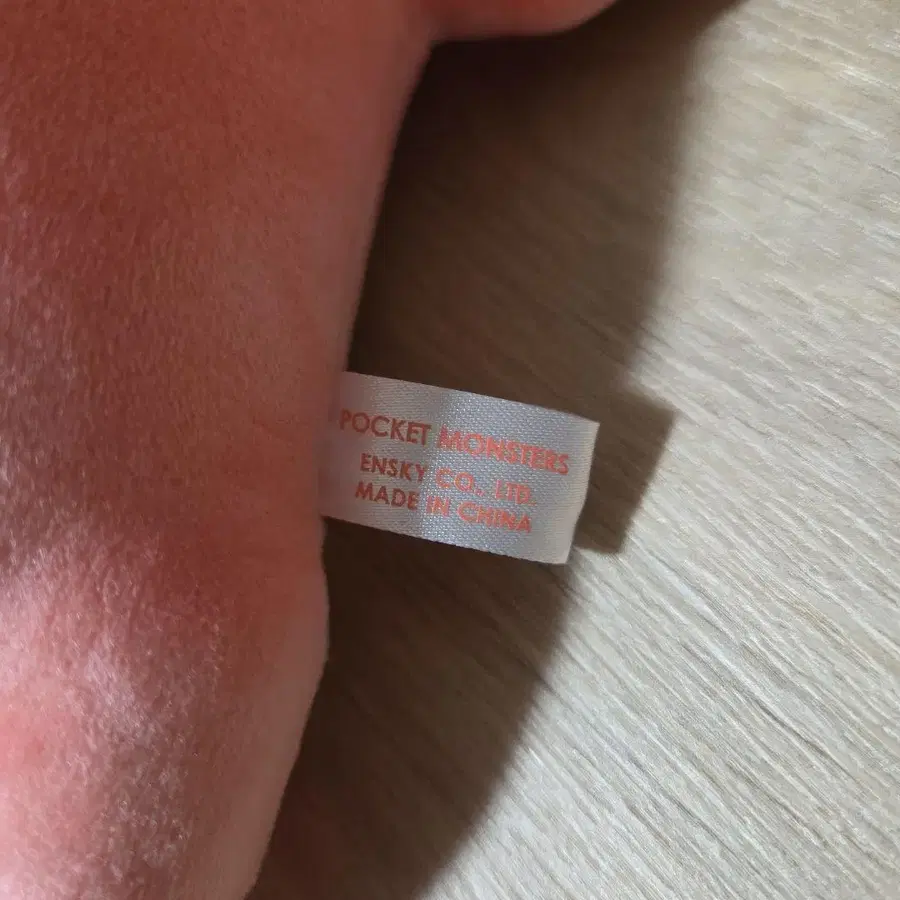 POCKET MONSTERS
ENSKY CO., LTD.
MADE IN CHINA